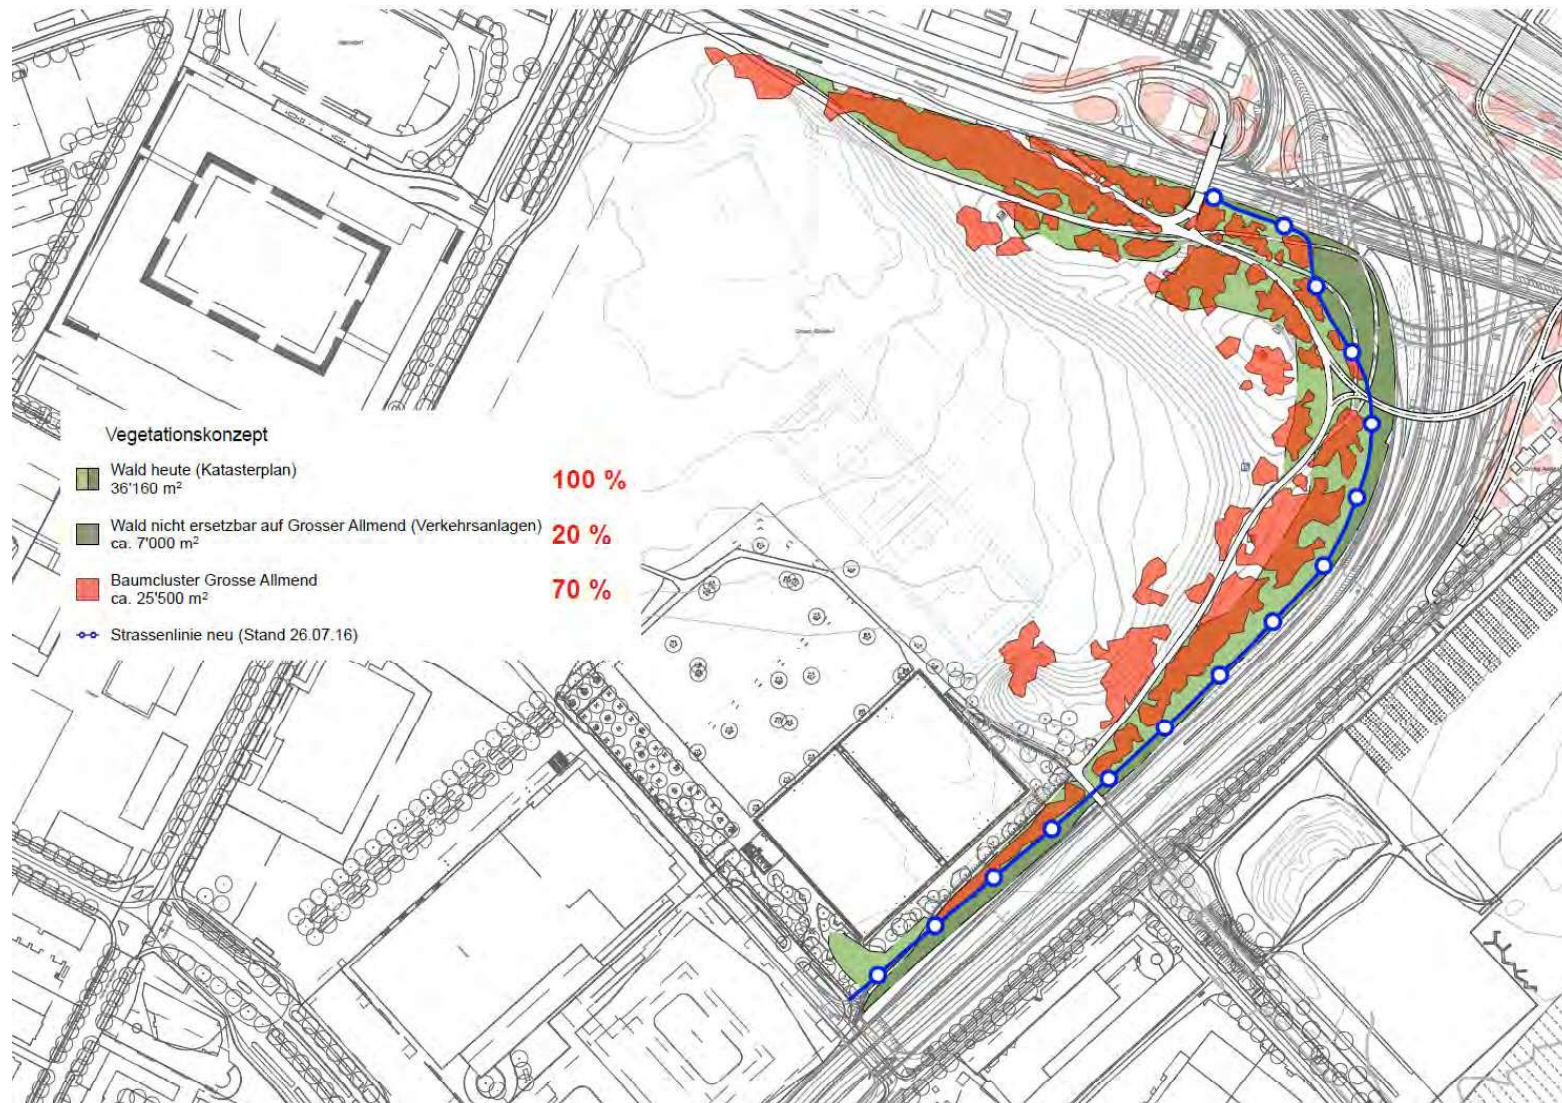 Vegetationskonzept
Wald heute (Katasterplan)
36'160 m²
100 %
Wald nicht ersetzbar auf Grosser Allmend (Verkehrsanlagen)
ca. 7'000 m²
20 %
Baumcluster Grosse Allmend
ca. 25'500 m²
70 %
Strassenlinie neu (Stand 26.07.16)